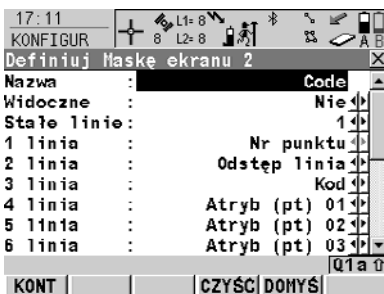 17:11
L1= 8
KONFIGUR
8 L2= 8
A B
Definiuj Maskę ekranu 2
Nazwa : Code
Widoczne : Nie
Stałe linie: 1
1 linia : Nr punktu
2 linia : Odstęp linia
3 linia : Kod
4 linia : Atryb (pt) 01
5 linia : Atryb (pt) 02
6 linia : Atryb (pt) 03
Q1a
KONT CZYŚĆ DOMYŚ